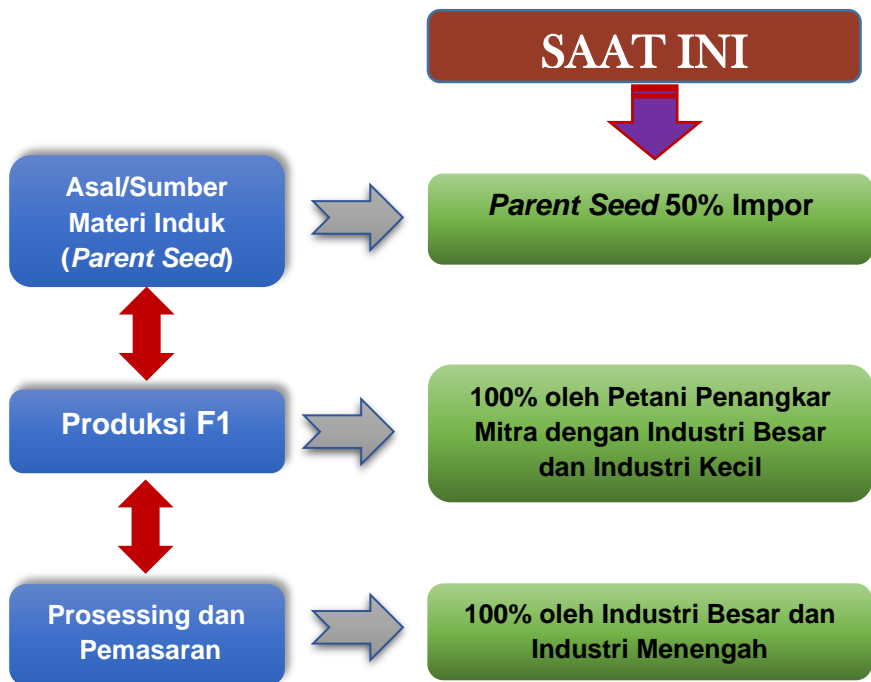 SAAT INI
Asal/Sumber
Materi Induk
(Parent Seed)
Parent Seed 50% Impor
Produksi F1
100% oleh Petani Penangkar
Mitra dengan Industri Besar
dan Industri Kecil
Prosessing dan
Pemasaran
100% oleh Industri Besar dan
Industri Menengah